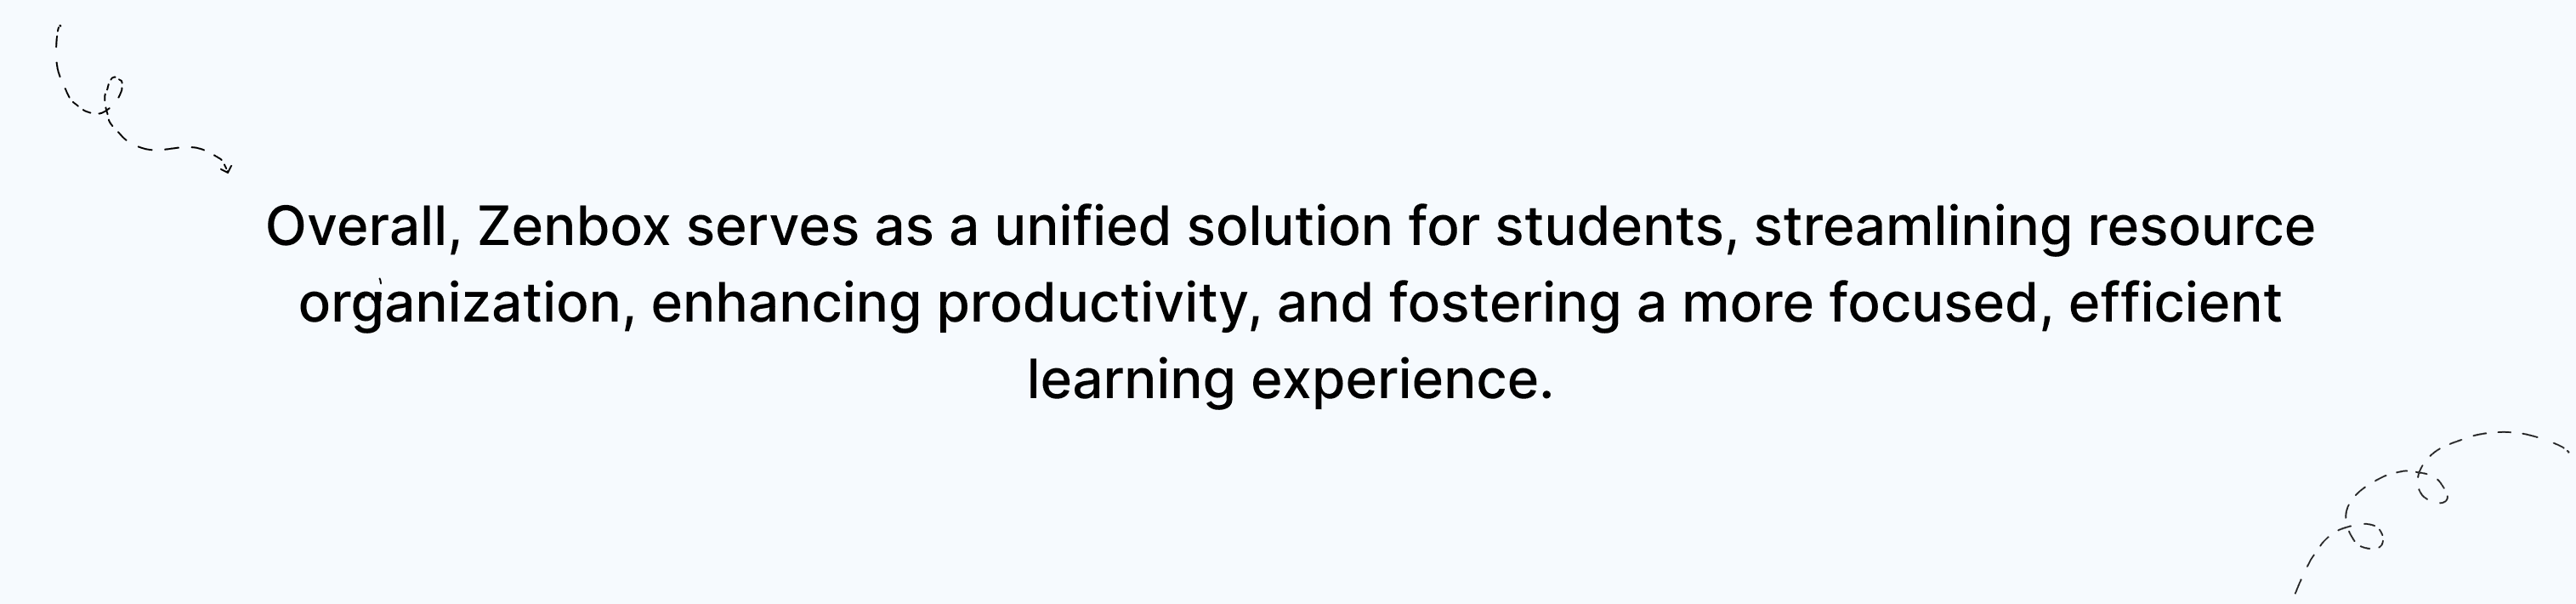 Overall, Zenbox serves as a unified solution for students, streamlining resource
organization, enhancing productivity, and fostering a more focused, efficient
learning experience.